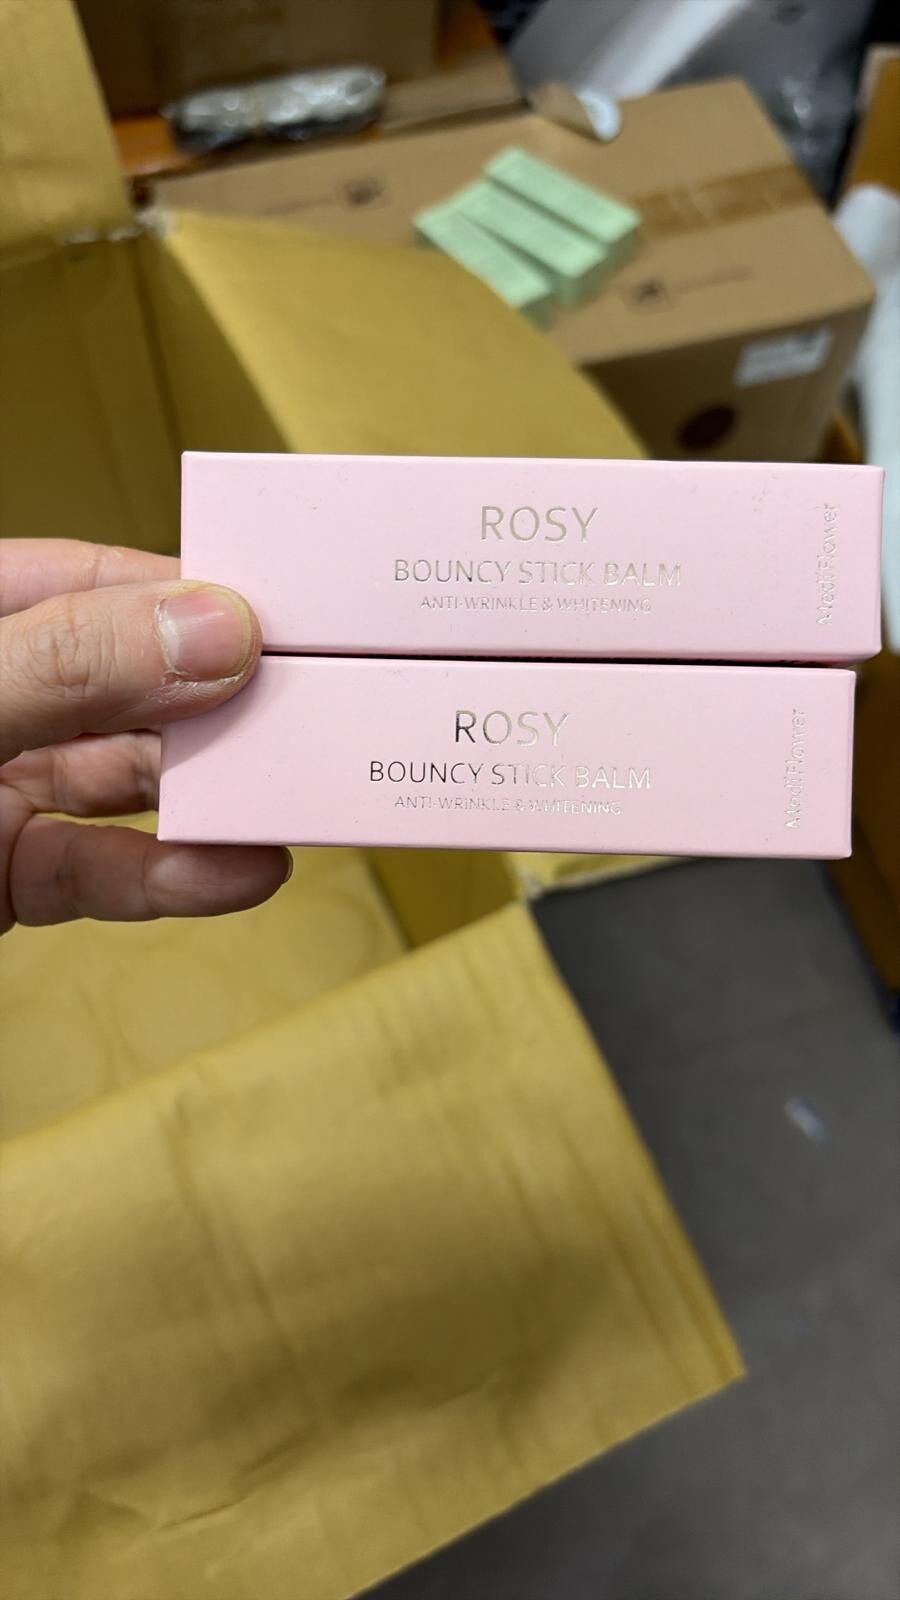 ROSY
BOUNCY STICK BALM
ANTI-WRINKLE & WHITENING
MediFlower
ROSY
BOUNCY STICK BALM
ANTI-WRINKLE & WHITENING
MediFlower